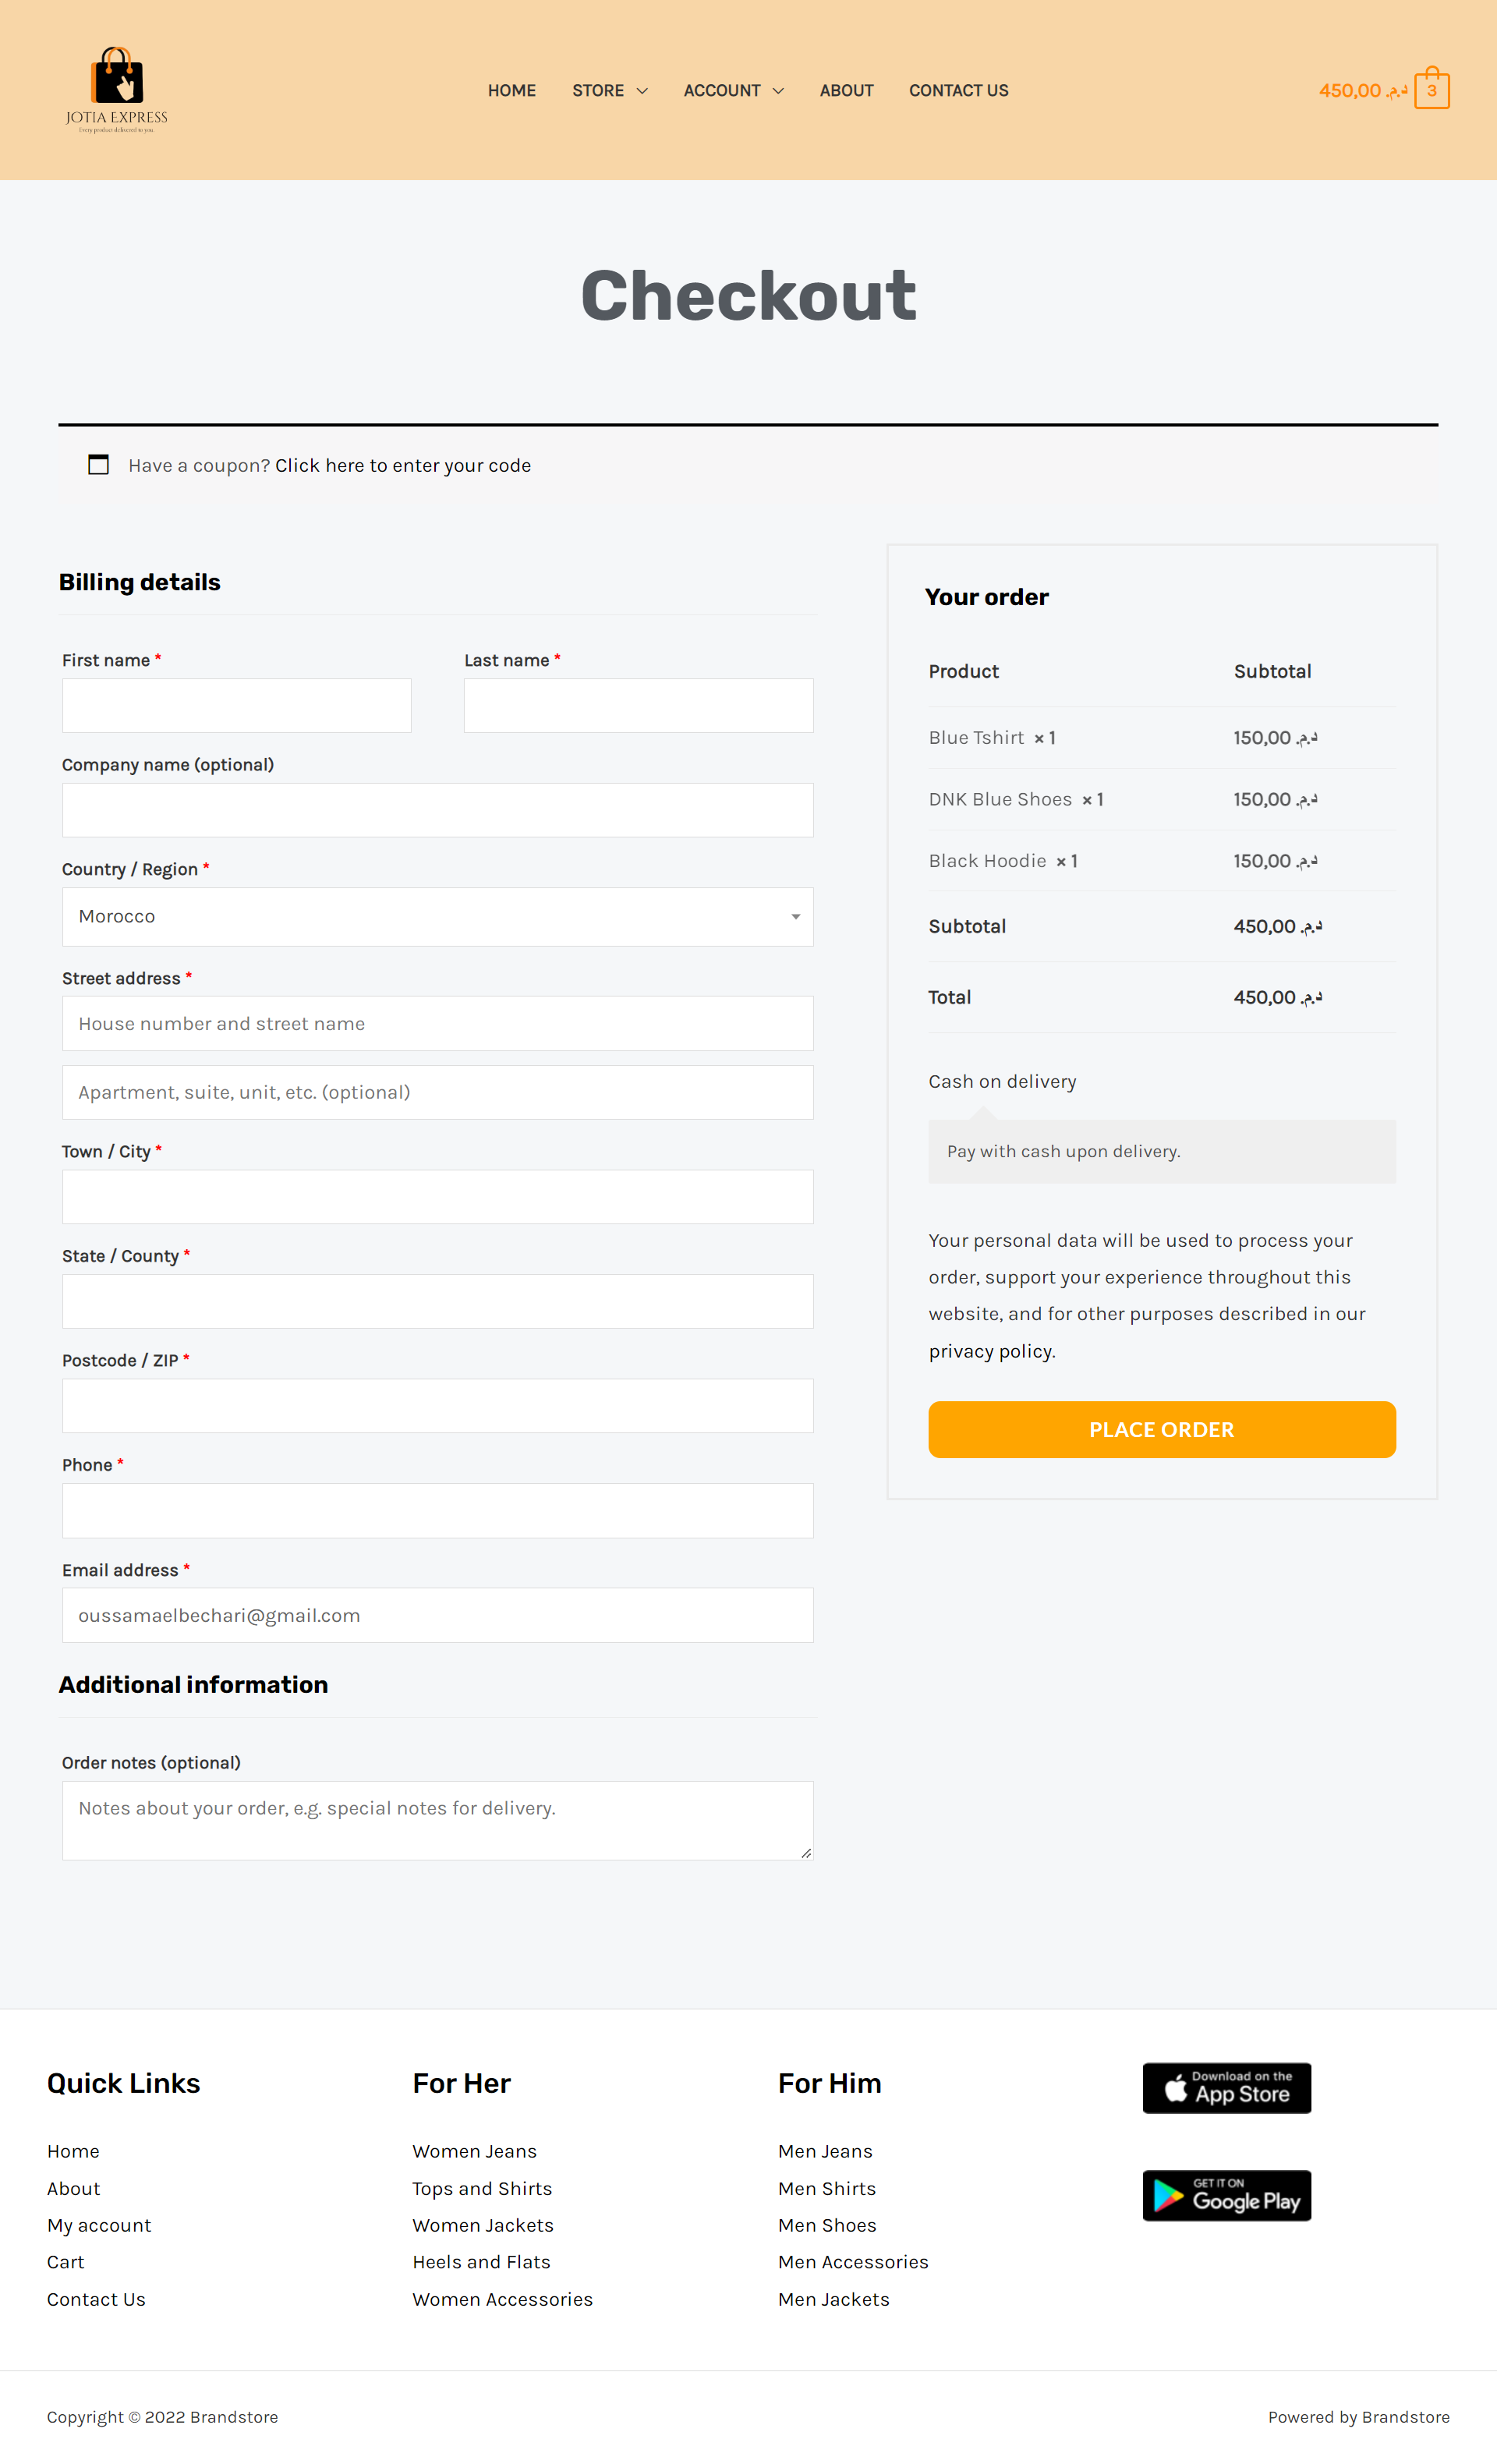 JOTIA EXPRESS
Every product delivered to you.
HOME STORE ACCOUNT ABOUT CONTACT US
450,00 د.م. 3
Checkout
Have a coupon? Click here to enter your code
Billing details
First name * Last name *
Company name (optional)
Country / Region *
Morocco
Street address *
House number and street name
Apartment, suite, unit, etc. (optional)
Town / City *
State / County *
Postcode / ZIP *
Phone *
Email address *
oussamaelbechari@gmail.com
Additional information
Order notes (optional)
Notes about your order, e.g. special notes for delivery.
Your order
Product Subtotal
Blue Tshirt × 1 150,00 د.م.
DNK Blue Shoes × 1 150,00 د.م.
Black Hoodie × 1 150,00 د.م.
Subtotal 450,00 د.م.
Total 450,00 د.م.
Cash on delivery
Pay with cash upon delivery.
Your personal data will be used to process your
order, support your experience throughout this
website, and for other purposes described in our
privacy policy.
PLACE ORDER
Quick Links
Home
About
My account
Cart
Contact Us
For Her
Women Jeans
Tops and Shirts
Women Jackets
Heels and Flats
Women Accessories
For Him
Men Jeans
Men Shirts
Men Shoes
Men Accessories
Men Jackets
Download on the
App Store
GET IT ON
Google Play
Copyright © 2022 Brandstore
Powered by Brandstore